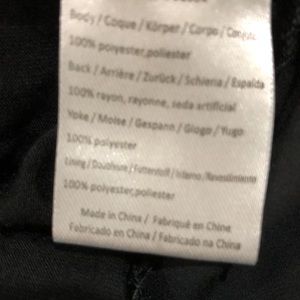 Body / Coque / Körper / Corpo /
100% polyester,poliester
Back / Arrière / Zurück / Schiena / Espalda
100% rayon, rayonne, seda artificial
Yoke / Moise / Gespann / Giogo / Yugo
100% polyester
Lining / Doublure / Futterstoff / Inferno / Revestimiento
100% polyester,poliester
Made in China / Fabriqué en Chine
Fabricado en China / Fabricado na China